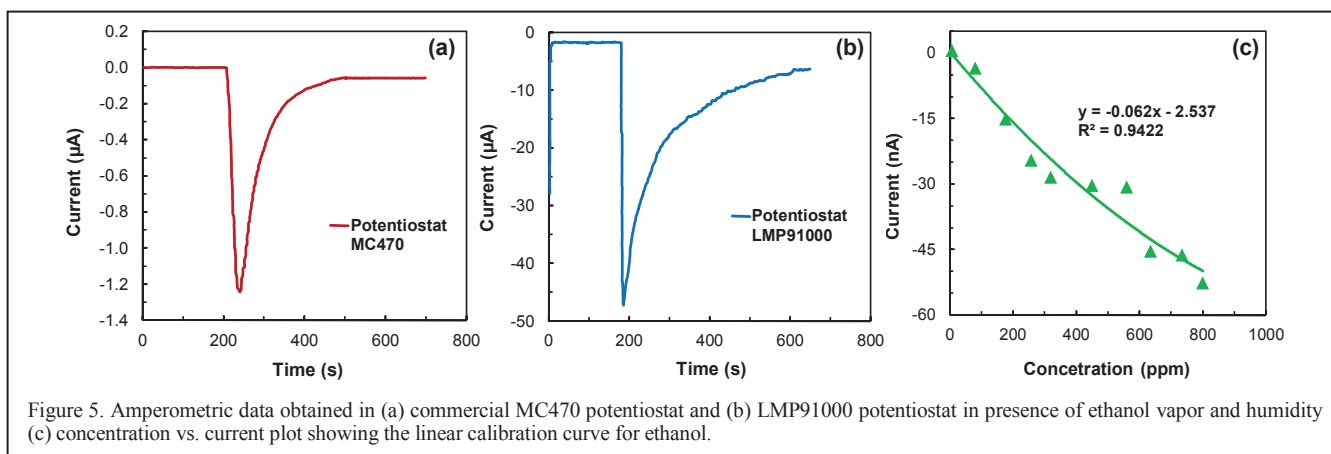 0.2
0.0
-0.2
-0.4
-0.6
-0.8
-1.0
-1.2
-1.4
Current (µA)
(a)
Potentiostat
MC470
0 200 400 600 800
Time (s)
0
-10
-20
-30
-40
-50
Current (µA)
(b)
Potentiostat
LMP91000
0 200 400 600 800
Time (s)
0
-15
-30
-45
-60
Current (nA)
(c)
y = -0.062x - 2.537
R² = 0.9422
0 200 400 600 800 1000
Concetration (ppm)
Figure 5. Amperometric data obtained in (a) commercial MC470 potentiostat and (b) LMP91000 potentiostat in presence of ethanol vapor and humidity
(c) concentration vs. current plot showing the linear calibration curve for ethanol.